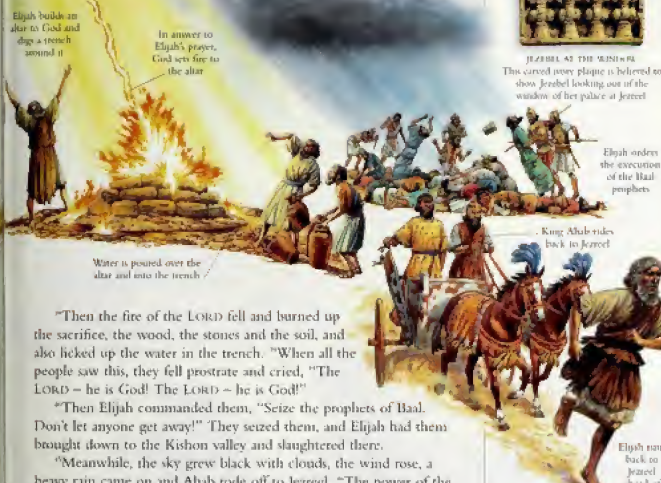 Elijah builds an
altar to God and
digs a trench
around it
In answer to
Elijah's prayer,
God sets fire to
the altar
JEZEBEL AT THE WINDOW
This carved ivory plaque is believed to
show Jezebel looking out of the
window of her palace at Jezreel
Elijah orders
the execution
of the Baal
prophets
King Ahab rides
back to Jezreel
Water is poured over the
altar and into the trench
"Then the fire of the LORD fell and burned up
the sacrifice, the wood, the stones and the soil, and
also licked up the water in the trench. "When all the
people saw this, they fell prostrate and cried, "The
LORD – he is God! The LORD – he is God!"
"Then Elijah commanded them, "Seize the prophets of Baal.
Don't let anyone get away!" They seized them, and Elijah had them
brought down to the Kishon valley and slaughtered there.
"Meanwhile, the sky grew black with clouds, the wind rose, a
heavy rain came on and Ahab rode off to Jezreel. "The power of the
Elijah runs
back to
Jezreel